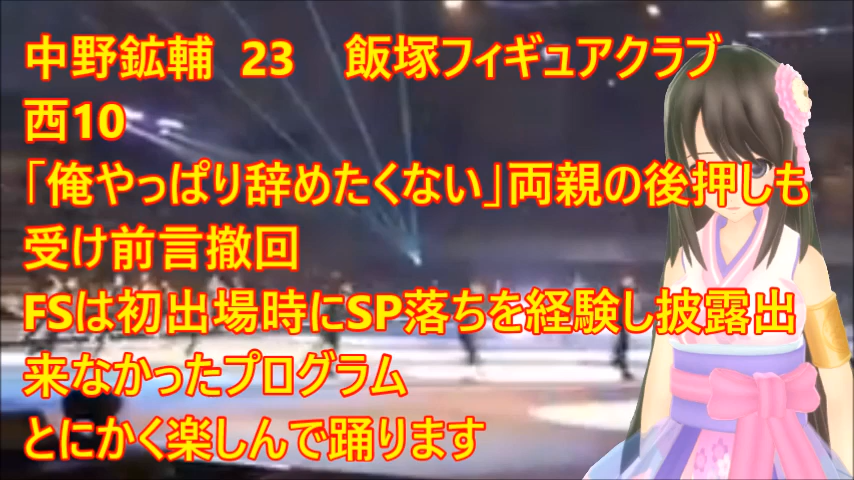 中野鉱輔 23 飯塚フィギュアクラブ
西10
「俺やっぱり辞めたくない」両親の後押しも
受け前言撤回
FSは初出場時にSP落ちを経験し披露出
来なかったプログラム
とにかく楽しんで踊ります